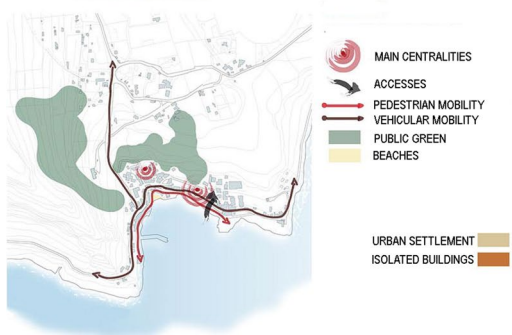 MAIN CENTRALITIES
ACCESSES
PEDESTRIAN MOBILITY
VEHICULAR MOBILITY
PUBLIC GREEN
BEACHES
URBAN SETTLEMENT
ISOLATED BUILDINGS